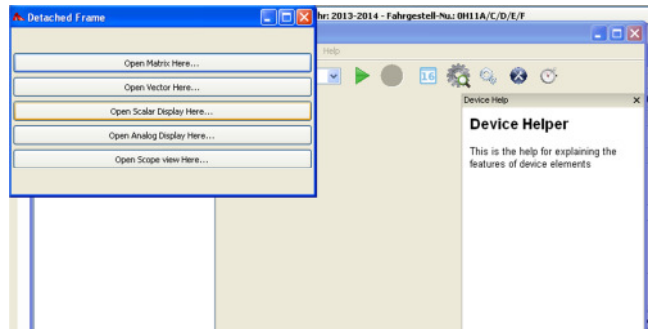 Detached Frame
hr: 2013-2014 - Fahrgestell-Nu.: 0H11A/C/D/E/F
Help
Open Matrix Here...
Open Vector Here...
Open Scalar Display Here...
Open Analog Display Here...
Open Scope view Here...
16
Device Help
Device Helper
This is the help for explaining the
features of device elements